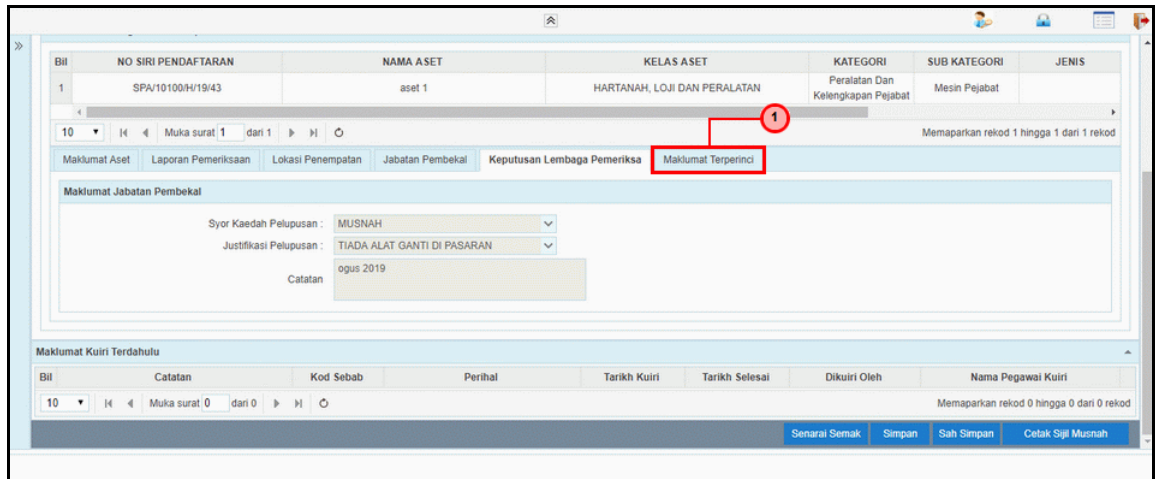 Bil NO SIRI PENDAFTARAN NAMA ASET KELAS ASET KATEGORI SUB KATEGORI JENIS
1 SPA/10100/H/19/43 aset 1 HARTANAH, LOJI DAN PERALATAN Peralatan Dan Kelengkapan Pejabat Mesin Pejabat
1
10 Muka surat 1 dari 1 Memaparkan rekod 1 hingga 1 dari 1 rekod
Maklumat Aset Laporan Pemeriksaan Lokasi Penempatan Jabatan Pembekal Keputusan Lembaga Pemeriksa Maklumat Terperinci
Maklumat Jabatan Pembekal
Syor Kaedah Pelupusan : MUSNAH
Justifikasi Pelupusan : TIADA ALAT GANTI DI PASARAN
Catatan ogus 2019
Maklumat Kuiri Terdahulu
Bil Catatan Kod Sebab Perihal Tarikh Kuiri Tarikh Selesai Dikuiri Oleh Nama Pegawai Kuiri
10 Muka surat 0 dari 0 Memaparkan rekod 0 hingga 0 dari 0 rekod
Senarai Semak Simpan Sah Simpan Cetak Sijil Musnah